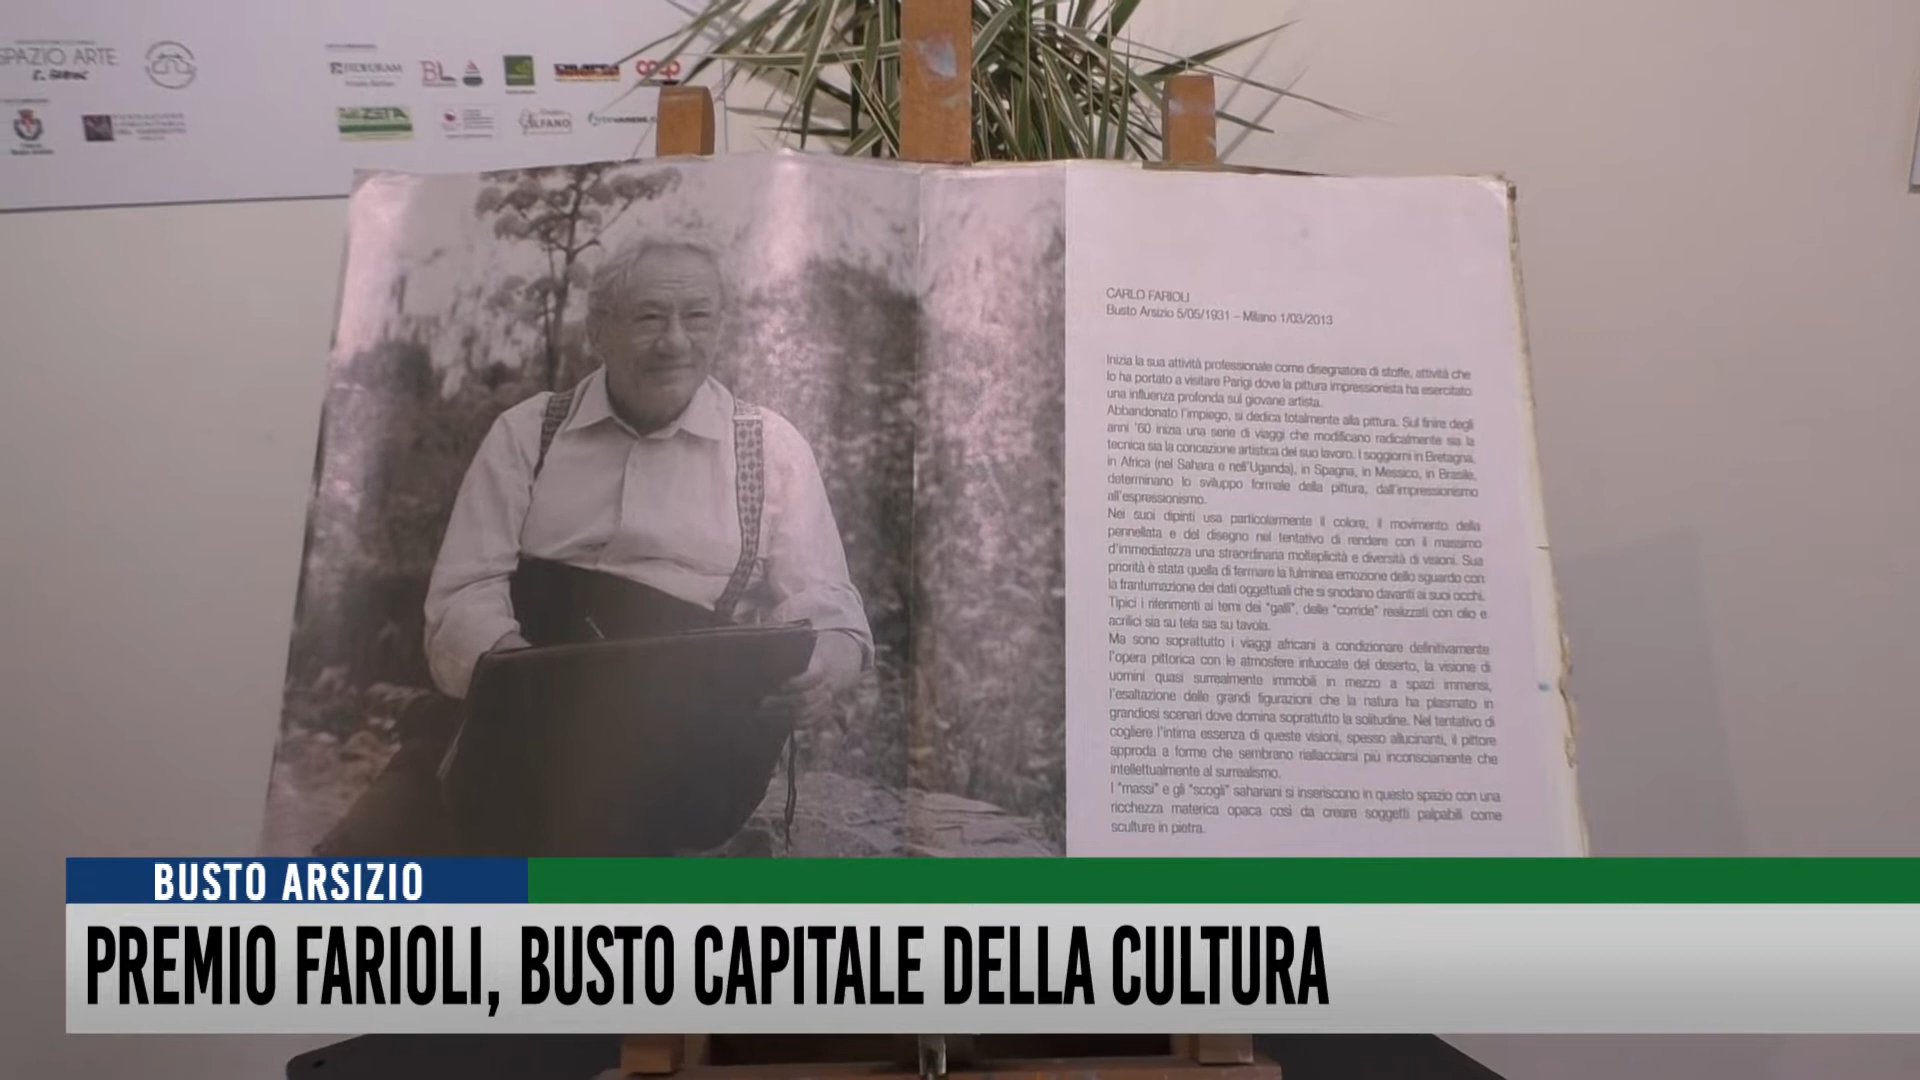 SPAZIO ARTE
FIDEURAM
BL
coop
CARLO FARIOLI
Busto Arsizio 5/05/1931 – Milano 1/03/2013
Inizia la sua attività professionale come disegnatore di stoffe, attività che
lo ha portato a visitare Parigi dove la pittura impressionista ha esercitato
una influenza profonda sul giovane artista.
Abbandonato l'impiego, si dedica totalmente alla pittura. Sul finire degli
anni '60 inizia una serie di viaggi che modificano radicalmente sia la
tecnica sia la concezione artistica del suo lavoro. I soggiorni in Bretagna,
in Africa (nel Sahara e nell'Uganda), in Spagna, in Messico, in Brasile,
determinano lo sviluppo formale della pittura, dall'impressionismo
all'espressionismo.
Nei suoi dipinti usa particolarmente il colore, il movimento della
pennellata e del disegno nel tentativo di rendere con il massimo
d'immediatezza una straordinaria molteplicità e diversità di visioni. Sua
priorità è stata quella di fermare la fulminea emozione dello sguardo con
la frantumazione dei dati oggettuali che si snodano davanti ai suoi occhi.
Tipici i riferimenti ai temi dei "galli", delle "corride" realizzati con olio e
acrilici sia su tela sia su tavola.
Ma sono soprattutto i viaggi africani a condizionare definitivamente
l'opera pittorica con le atmosfere infuocate del deserto, la visione di
uomini quasi surrealmente immobili in mezzo a spazi immensi,
l'esaltazione delle grandi figurazioni che la natura ha plasmato in
grandiosi scenari dove domina soprattutto la solitudine. Nel tentativo di
cogliere l'intima essenza di queste visioni, spesso allucinanti, il pittore
approda a forme che sembrano riallacciarsi più inconsciamente che
intellettualmente al surrealismo.
I "massi" e gli "scogli" sahariani si inseriscono in questo spazio con una
ricchezza materica opaca così da creare soggetti palpabili come
sculture in pietra.
BUSTO ARSIZIO
PREMIO FARIOLI, BUSTO CAPITALE DELLA CULTURA